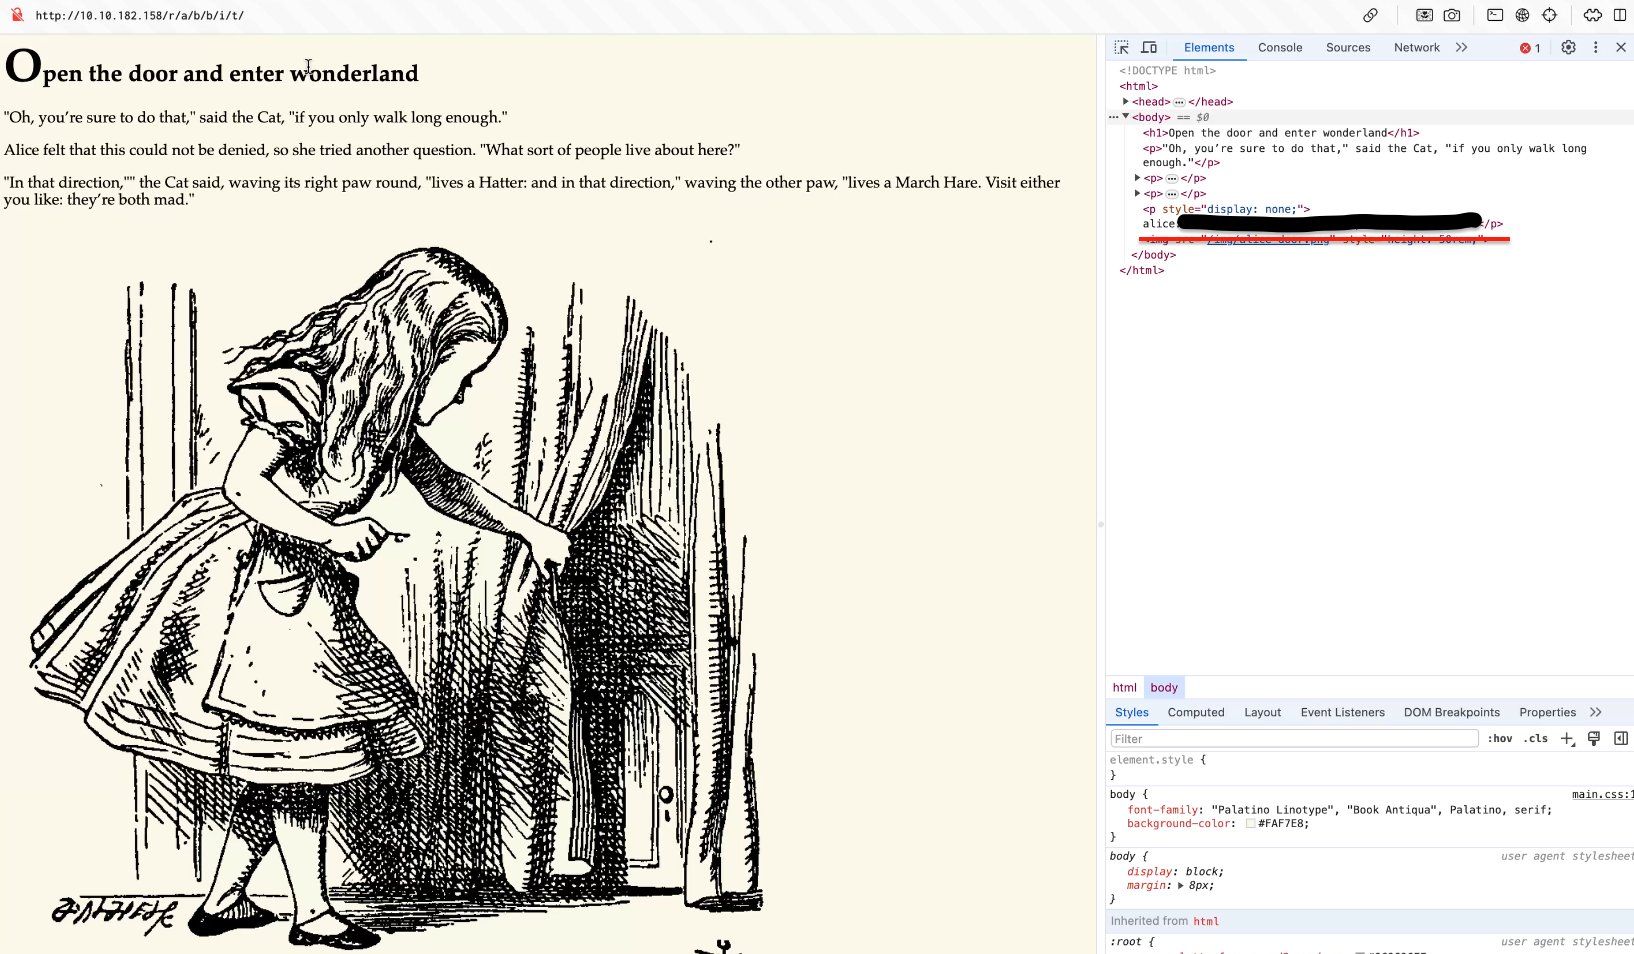 http://10.10.182.158/r/a/b/b/i/t/
Open the door and enter wonderland
"Oh, you’re sure to do that," said the Cat, "if you only walk long enough."
Alice felt that this could not be denied, so she tried another question. "What sort of people live about here?"
"In that direction,"" the Cat said, waving its right paw round, "lives a Hatter: and in that direction," waving the other paw, "lives a March Hare. Visit either
you like: they’re both mad."
Elements Console Sources Network 1
<!DOCTYPE html>
<html>
<head> </head>
<body> == $0
<h1>Open the door and enter wonderland</h1>
<p>"Oh, you’re sure to do that," said the Cat, "if you only walk long
enough."</p>
<p> </p>
<p> </p>
<p style="display: none;">
alice: </p>
</body>
</html>
html body
Styles Computed Layout Event Listeners DOM Breakpoints Properties
Filter :hov .cls
element.style {
}
body { main.css:1
font-family: "Palatino Linotype", "Book Antiqua", Palatino, serif;
background-color: #FAF7E8;
}
body { user agent stylesheet
display: block;
margin: 8px;
}
Inherited from html
:root { user agent stylesheet